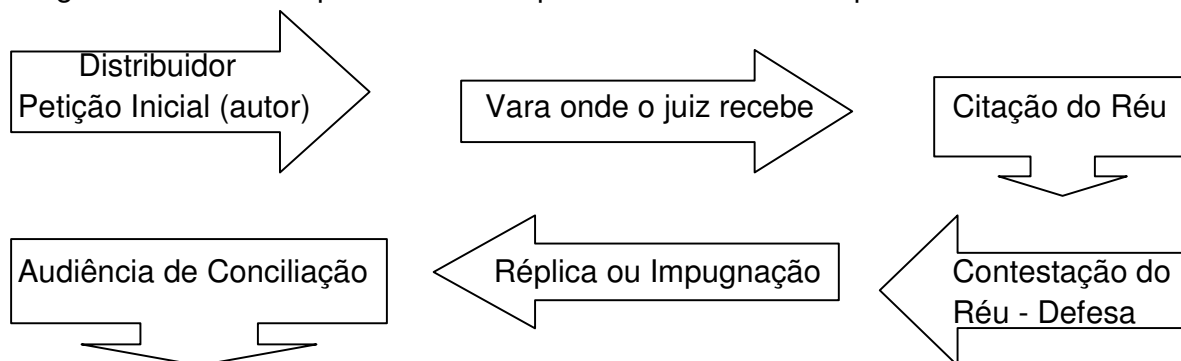 Distribuidor
Petição Inicial (autor)
Vara onde o juiz recebe
Citação do Réu
Contestação do
Réu - Defesa
Réplica ou Impugnação
Audiência de Conciliação